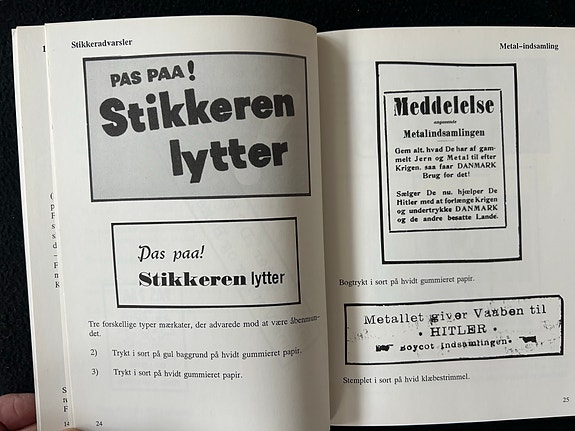 Stikkeradvarsler
PAS PAA!
Stikkeren
lytter
Pas paa!
Stikkeren lytter
Tre forskellige typer mærkater, der advarede mod at være åbenmun-
det.
2) Trykt i sort på gul baggrund på hvidt gummieret papir.
3) Trykt i sort på hvidt gummieret papir.
24
Metal-indsamling
Meddelelse
angaaende
Metalindsamlingen
Gem alt, hvad De har af gam-
melt Jern og Metal til efter
Krigen, saa faar DANMARK
Brug for det!
Sælger De nu, hjælper De
Hitler med at forlænge Krigen
og undertrykke DANMARK
og de andre besatte Lande.
Bogtrykt i sort på hvidt gummieret papir.
Metallet giver Vaaben til
· HITLER ·
Boycot Indsamlingen
Stemplet i sort på hvid klæbestrimmel.
25